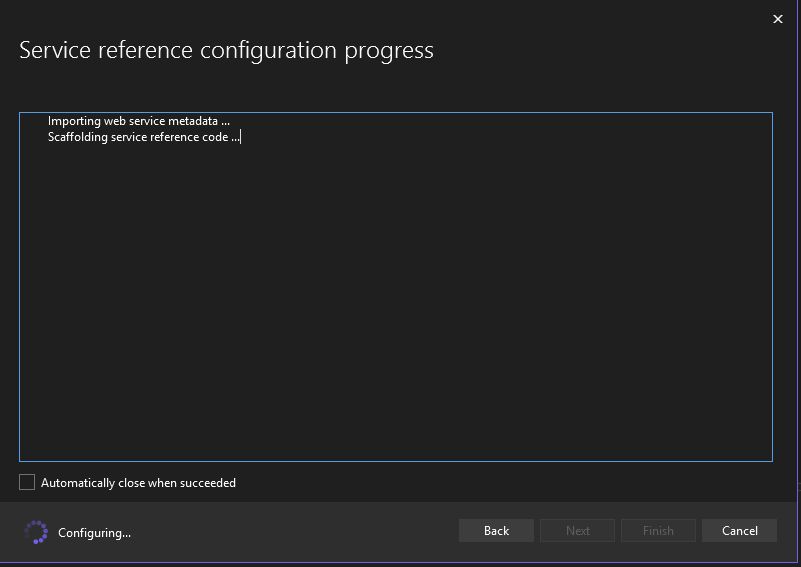 Service reference configuration progress
Importing web service metadata ...
Scaffolding service reference code ...
Automatically close when succeeded
Configuring...
Back
Next
Finish
Cancel